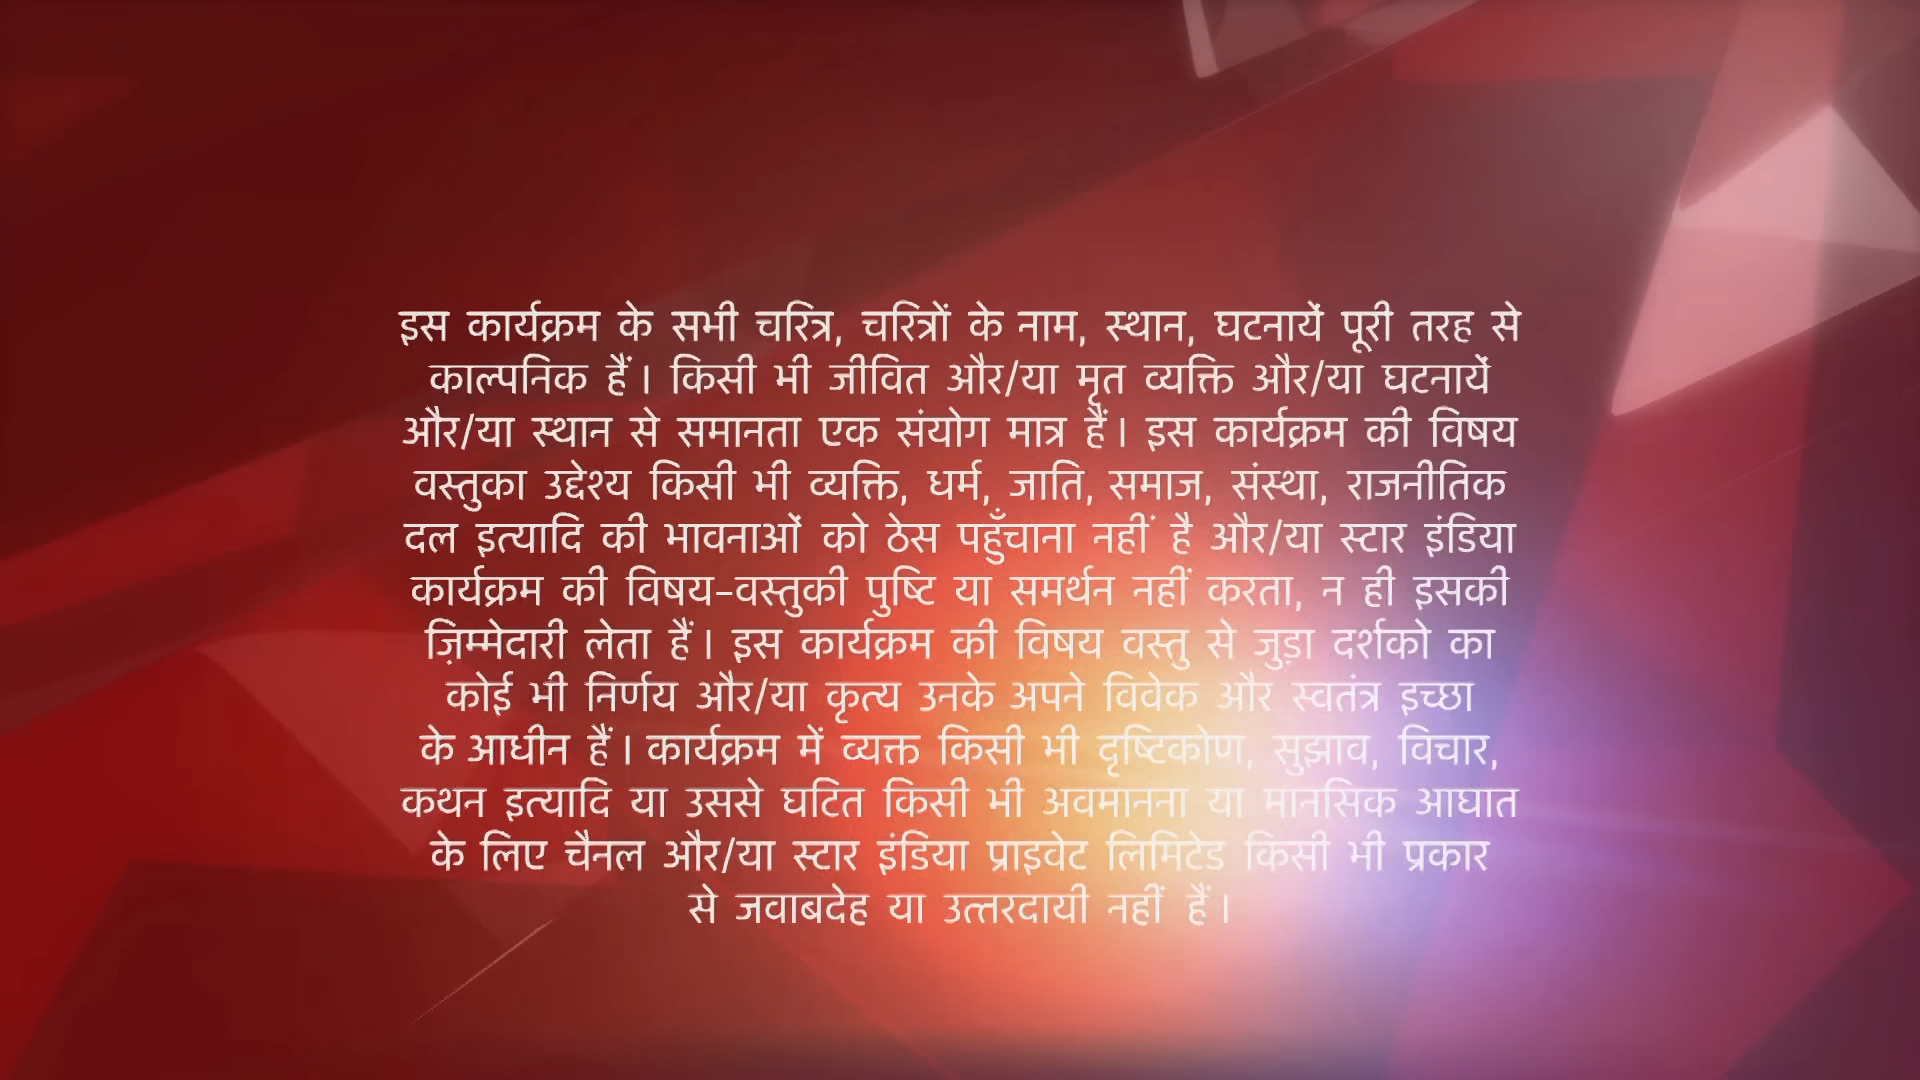 इस कार्यक्रम के सभी चरित्र, चरित्रों के नाम, स्थान, घटनायें पूरी तरह से
काल्पनिक हैं। किसी भी जीवित और/या मृत व्यक्ति और/या घटनायें
और/या स्थान से समानता एक संयोग मात्र हैं। इस कार्यक्रम की विषय
वस्तुका उद्देश्य किसी भी व्यक्ति, धर्म, जाति, समाज, संस्था, राजनीतिक
दल इत्यादि की भावनाओं को ठेस पहुँचाना नहीं है और/या स्टार इंडिया
कार्यक्रम की विषय-वस्तुकी पुष्टि या समर्थन नहीं करता, न ही इसकी
ज़िम्मेदारी लेता हैं। इस कार्यक्रम की विषय वस्तु से जुड़ा दर्शको का
कोई भी निर्णय और/या कृत्य उनके अपने विवेक और स्वतंत्र इच्छा
के आधीन हैं। कार्यक्रम में व्यक्त किसी भी दृष्टिकोण, सुझाव, विचार,
कथन इत्यादि या उससे घटित किसी भी अवमानना या मानसिक आघात
के लिए चैनल और/या स्टार इंडिया प्राइवेट लिमिटेड किसी भी प्रकार
से जवाबदेह या उत्तरदायी नहीं हैं।